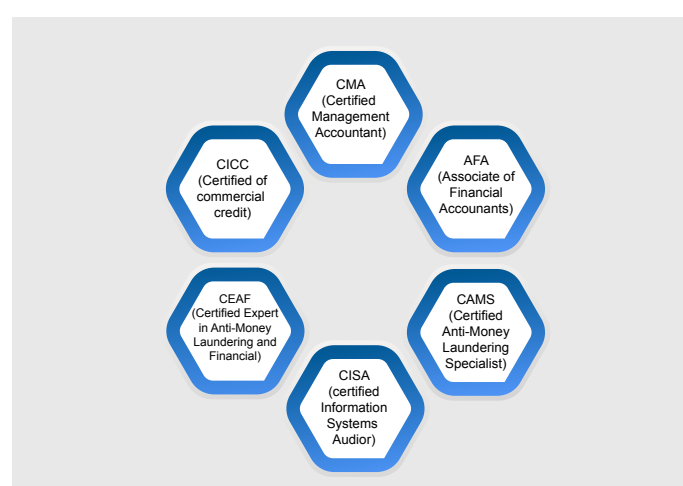 CMA
(Certified
Management
Accountant)
AFA
(Associate of
Financial
Accounants)
CAMS
(Certified
Anti-Money
Laundering
Specialist)
CISA
(certified
Information
Systems
Audior)
CEAF
(Certified Expert
in Anti-Money
Laundering and
Financial)
CICC
(Certified of
commercial
credit)